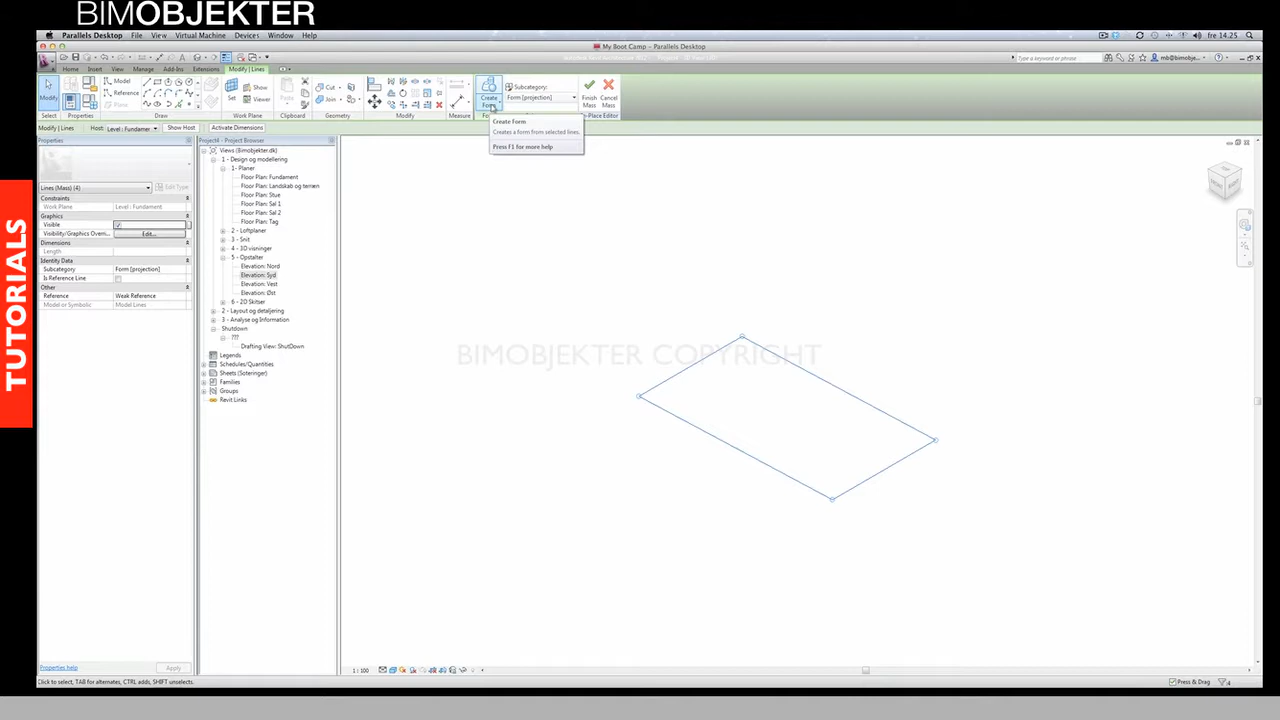 BIMOBJEKTER
Parallels Desktop File View Virtual Machine Devices Window Help
fre 14.25
My Boot Camp – Parallels Desktop
Home Insert View Manage Add-Ins Extensions Modify | Lines
Modify
Model
Reference
Plane
Set
Show
Viewer
Cut
Join
Create
Form
Subcategory:
Form [projection]
Finish
Mass
Cancel
Mass
Select Properties Draw Work Plane Geometry Modify Measure
Modify | Lines Host: Level : Fundamer Show Host Activate Dimensions
Create Form
Creates a form from selected lines.
Press F1 for more help
Properties
Lines (Mass) (4)
Edit Type
Constraints
Work Plane Level : Fundament
Graphics
Visible
Visibility/Graphics Overri... Edit...
Dimensions
Length
Identity Data
Subcategory Form [projection]
Is Reference Line
Other
Reference Weak Reference
Model or Symbolic Model Lines
Properties help
Apply
Project4 - Project Browser
Views (Bimobjekter.dk)
1 - Design og modellering
1- Planer
Floor Plan: Fundament
Floor Plan: Landskab og terræn
Floor Plan: Stue
Floor Plan: Sal 1
Floor Plan: Sal 2
Floor Plan: Tag
2 - Loftplaner
3 - Snit
4 - 3D visninger
5 - Opstalter
Elevation: Nord
Elevation: Syd
Elevation: Vest
Elevation: Øst
6 - 2D Skitser
2 - Layout og detaljering
3 - Analyse og Information
Shutdown
???
Drafting View: ShutDown
Legends
Schedules/Quantities
Sheets (Soteringer)
Families
Groups
Revit Links
BIMOBJEKTER COPYRIGHT
TUTORIALS
1 : 100
Click to select, TAB for alternates, CTRL adds, SHIFT unselects.
Press & Drag